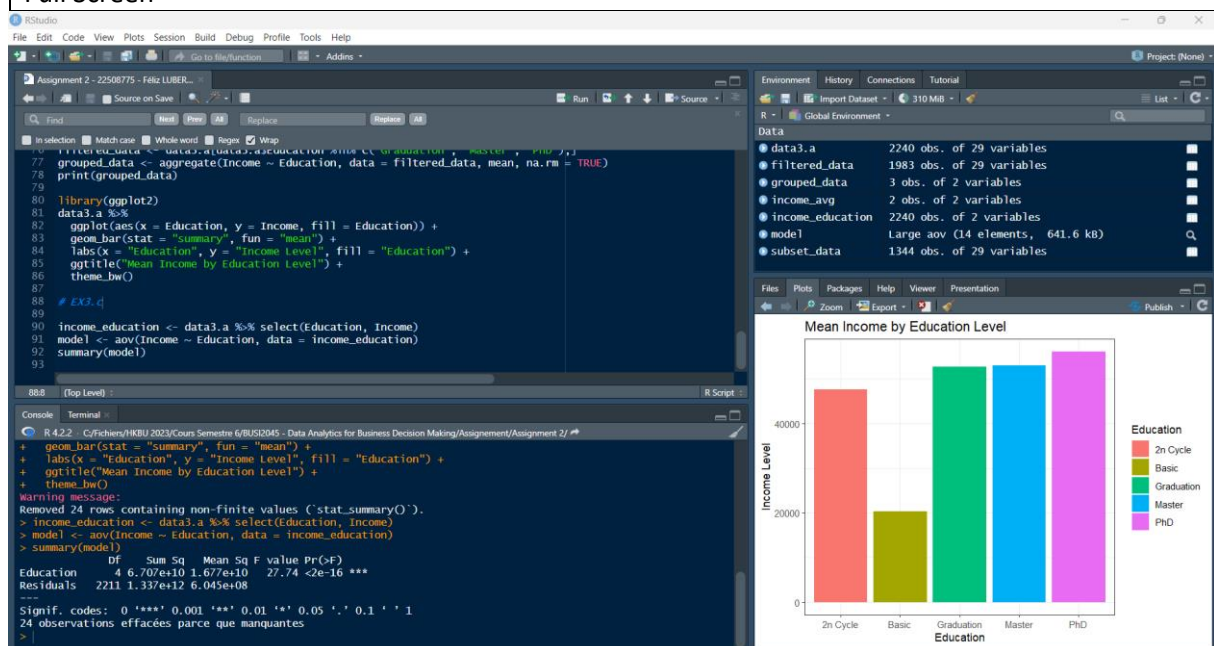 Full Screen
RStudio
File Edit Code View Plots Session Build Debug Profile Tools Help
Go to file/function Addins
Project: (None)
Assignment 2 - 22508775 - Féliz LUBER...
Source on Save Run Source
Find Next Prev All Replace Replace All
In selection Match case Whole word Regex Wrap
77 grouped_data <- aggregate(Income ~ Education, data = filtered_data, mean, na.rm = TRUE)
78 print(grouped_data)
79
80 library(ggplot2)
81 data3.a %>%
82 ggplot(aes(x = Education, y = Income, fill = Education)) +
83 geom_bar(stat = "summary", fun = "mean") +
84 labs(x = "Education", y = "Income Level", fill = "Education") +
85 ggtitle("Mean Income by Education Level") +
86 theme_bw()
87
88 # EX3.c
89
90 income_education <- data3.a %>% select(Education, Income)
91 model <- aov(Income ~ Education, data = income_education)
92 summary(model)
93
88:8 (Top Level) R Script
Console Terminal
R 4.2.2 · C:/Fichiers/HKBU 2023/Cours Semestre 6/BUSI2045 - Data Analytics for Business Decision Making/Assignement/Assignment 2/
+ geom_bar(stat = "summary", fun = "mean") +
+ labs(x = "Education", y = "Income Level", fill = "Education") +
+ ggtitle("Mean Income by Education Level") +
+ theme_bw()
Warning message:
Removed 24 rows containing non-finite values (`stat_summary()`).
> income_education <- data3.a %>% select(Education, Income)
> model <- aov(Income ~ Education, data = income_education)
> summary(model)
Df Sum Sq Mean Sq F value Pr(>F)
Education 4 6.707e+10 1.677e+10 27.74 <2e-16 ***
Residuals 2211 1.337e+12 6.045e+08
---
Signif. codes: 0 '***' 0.001 '**' 0.01 '*' 0.05 '.' 0.1 ' ' 1
24 observations effacées parce que manquantes
>
Environment History Connections Tutorial
Import Dataset 310 MiB List
R Global Environment
Data
data3.a 2240 obs. of 29 variables
filtered_data 1983 obs. of 29 variables
grouped_data 3 obs. of 2 variables
income_avg 2 obs. of 2 variables
income_education 2240 obs. of 2 variables
model Large aov (14 elements, 641.6 kB)
subset_data 1344 obs. of 29 variables
Files Plots Packages Help Viewer Presentation
Zoom Export Publish
Mean Income by Education Level
Income Level
40000
20000
0
2n Cycle Basic Graduation Master PhD
Education
Education
2n Cycle
Basic
Graduation
Master
PhD